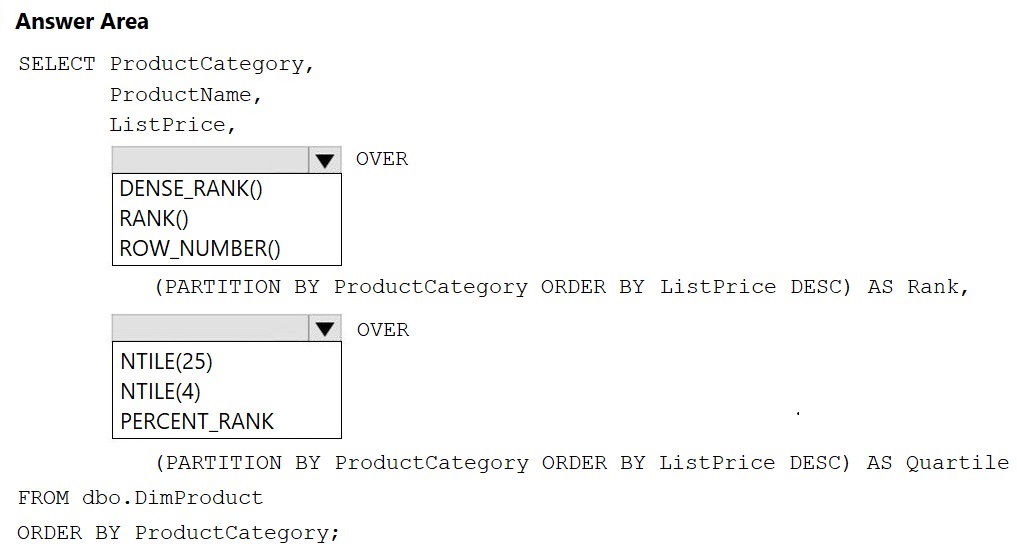 Answer Area
SELECT ProductCategory,
ProductName,
ListPrice,
OVER
DENSE_RANK()
RANK()
ROW_NUMBER()
(PARTITION BY ProductCategory ORDER BY ListPrice DESC) AS Rank,
OVER
NTILE(25)
NTILE(4)
PERCENT_RANK
(PARTITION BY ProductCategory ORDER BY ListPrice DESC) AS Quartile
FROM dbo.DimProduct
ORDER BY ProductCategory;